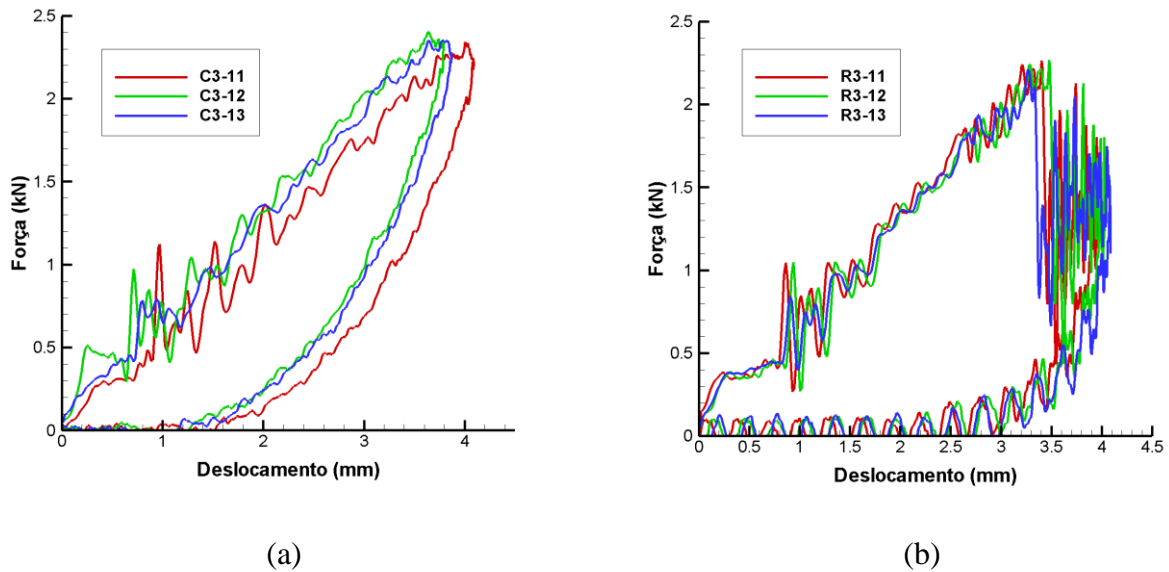 2.5
2
1.5
1
0.5
0
0 1 2 3 4
Força (kN)
Deslocamento (mm)
C3-11
C3-12
C3-13
(a)
2.5
2
1.5
1
0.5
0
0 0.5 1 1.5 2 2.5 3 3.5 4 4.5
Força (kN)
Deslocamento (mm)
R3-11
R3-12
R3-13
(b)